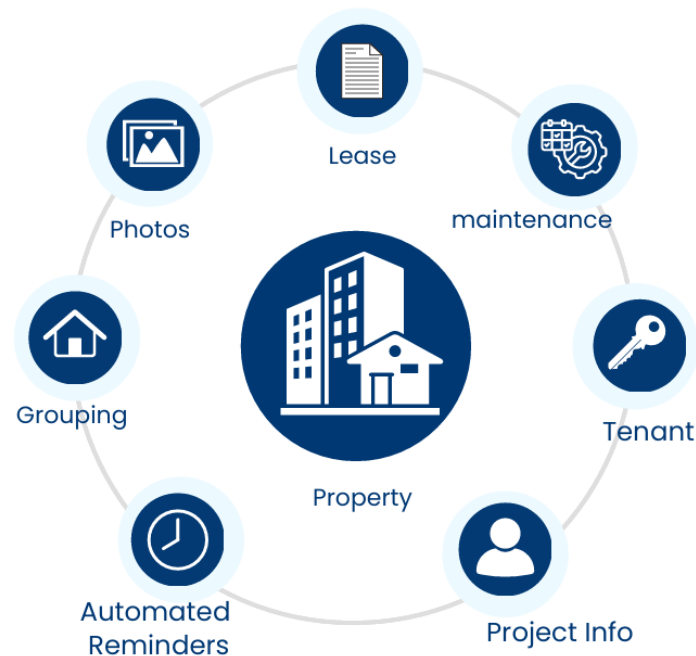 Lease
Photos
maintenance
Grouping
Tenant
Property
Automated
Reminders
Project Info